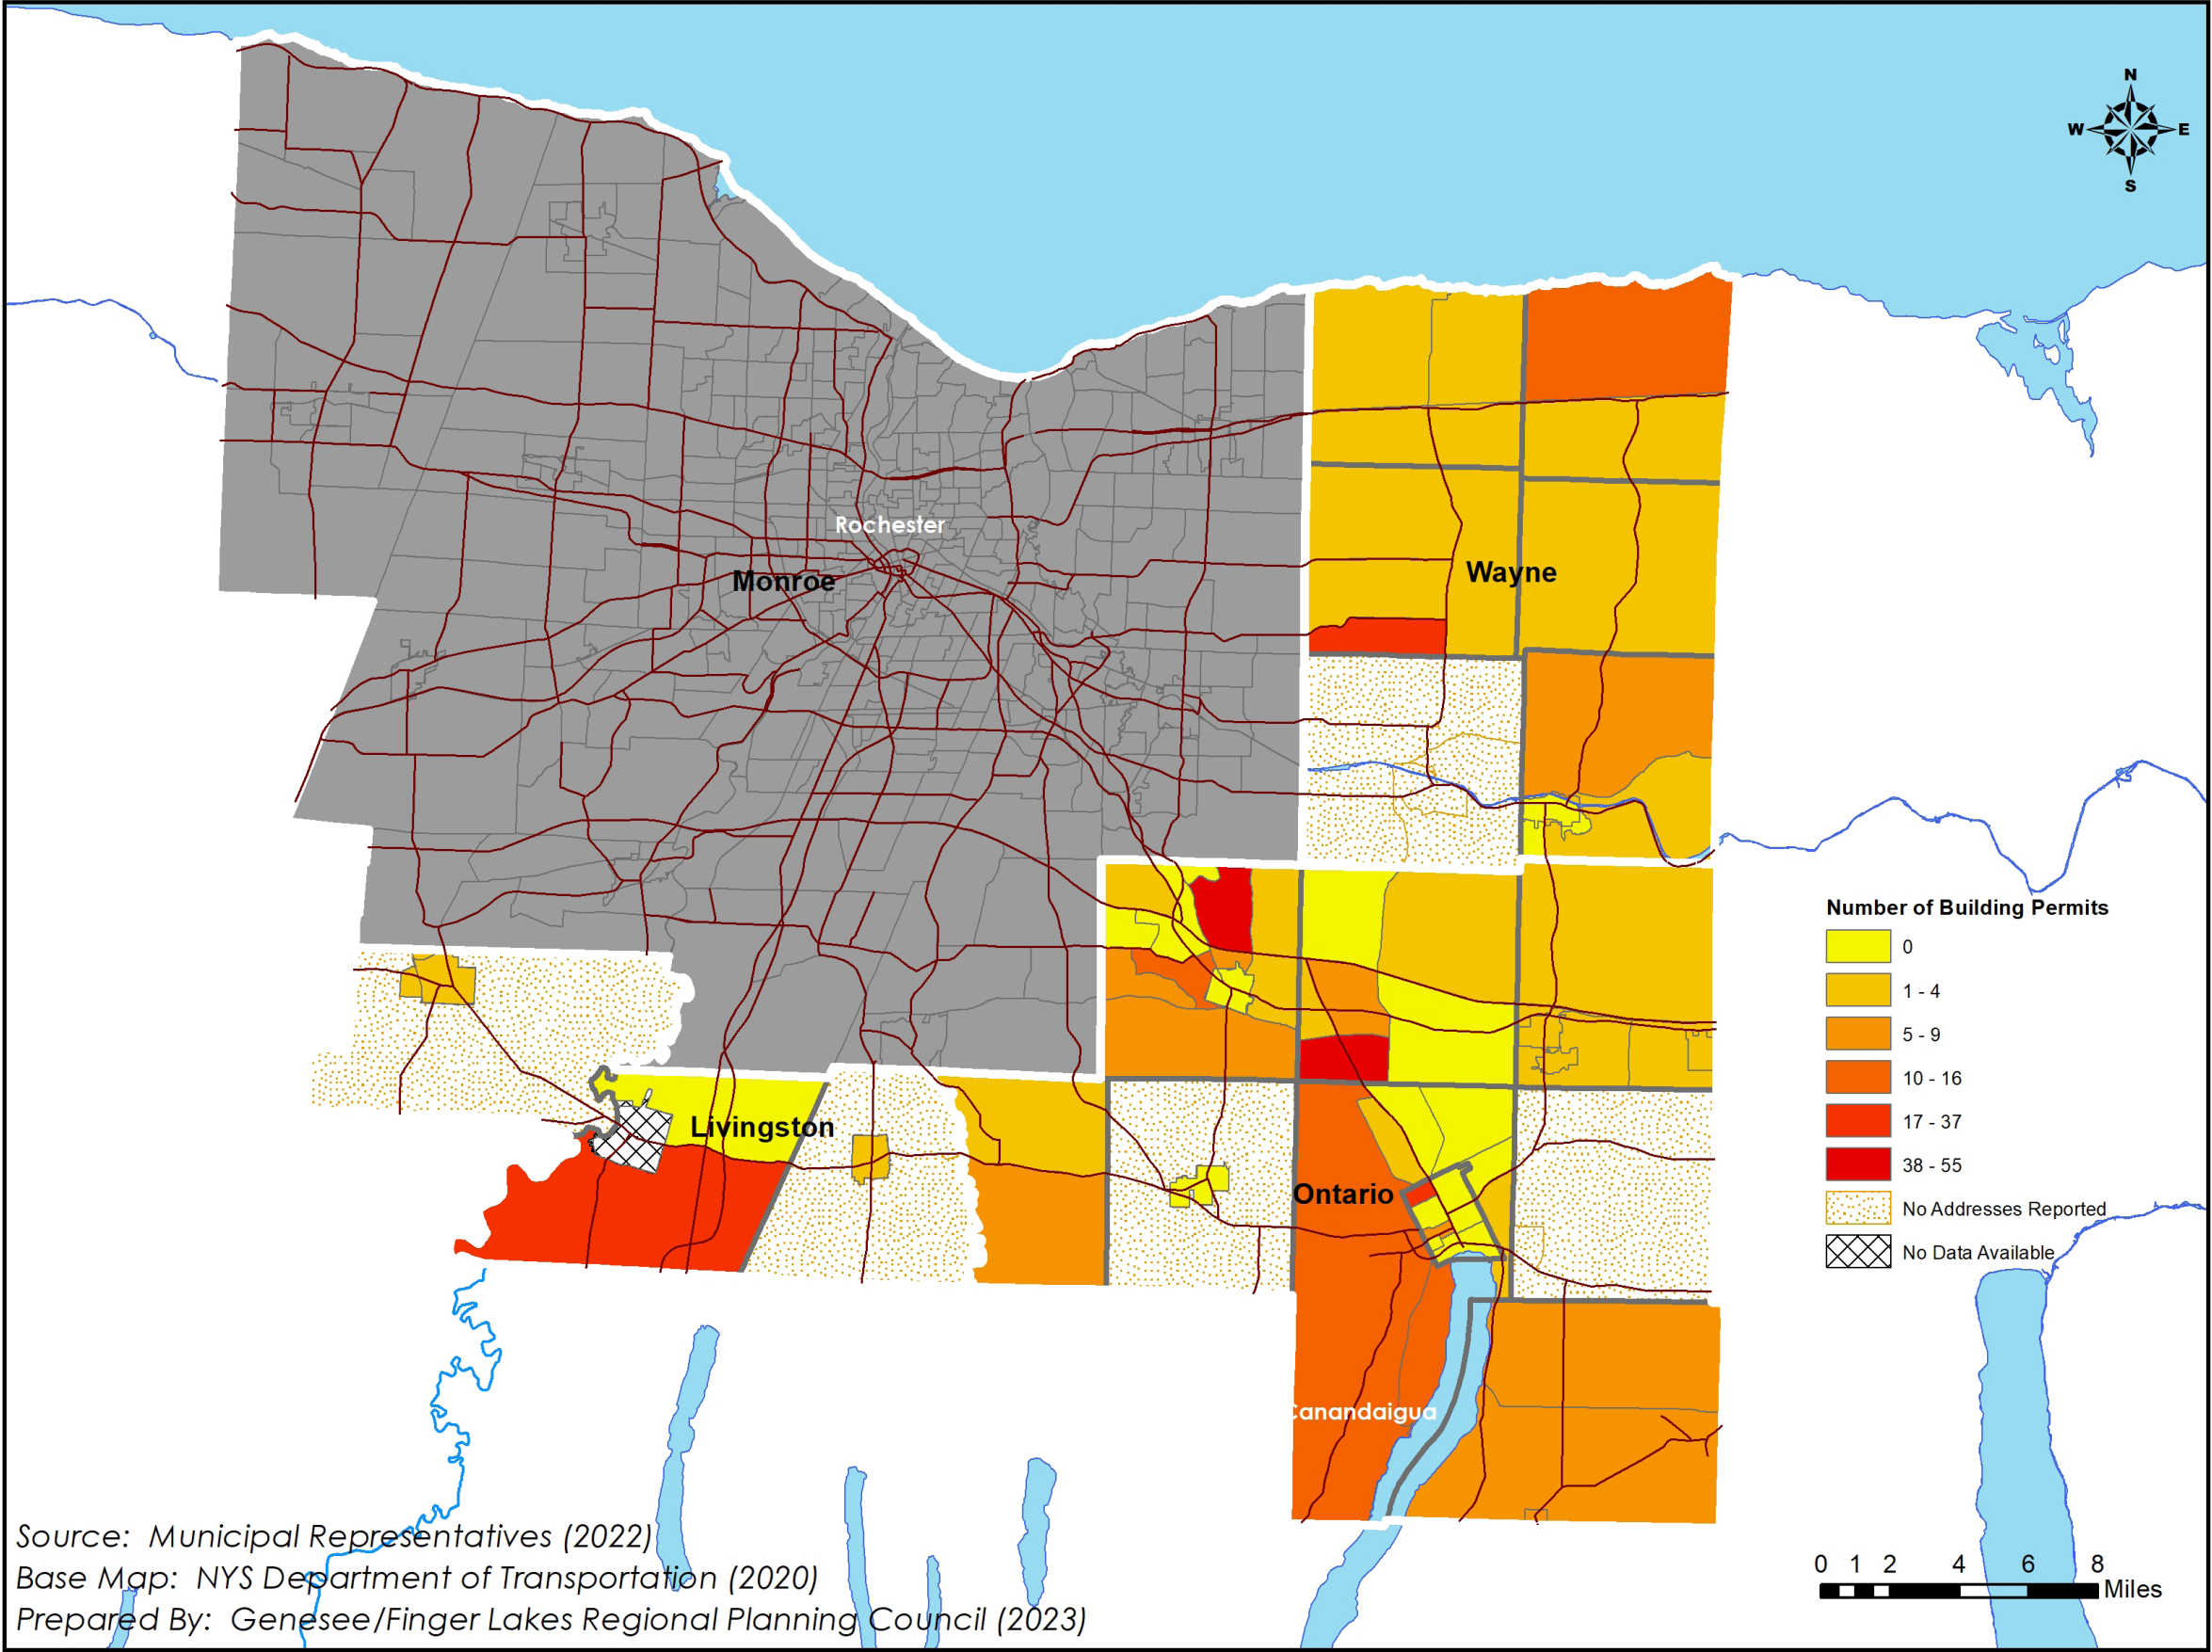 N
W E
S
Rochester
Monroe
Wayne
Number of Building Permits
0
1 - 4
5 - 9
10 - 16
17 - 37
38 - 55
No Addresses Reported
No Data Available
Livingston
Ontario
Canandaigua
Source: Municipal Representatives (2022)
Base Map: NYS Department of Transportation (2020)
Prepared By: Genesee/Finger Lakes Regional Planning Council (2023)
0 1 2 4 6 8
Miles